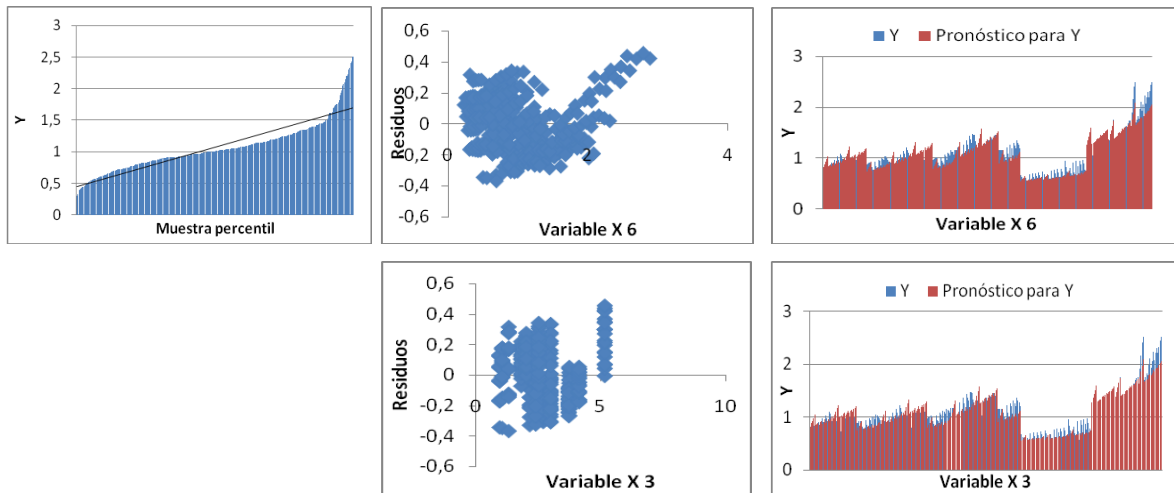 3
2,5
2
1,5
1
0,5
0
Y
Muestra percentil
0,6
0,4
0,2
0
-0,2
-0,4
-0,6
0 2 4
Residuos
Variable X 6
Y Pronóstico para Y
3
2
1
0
Y
Variable X 6
0,6
0,4
0,2
0
-0,2
-0,4
-0,6
0 5 10
Residuos
Variable X 3
Y Pronóstico para Y
3
2
1
0
Y
Variable X 3